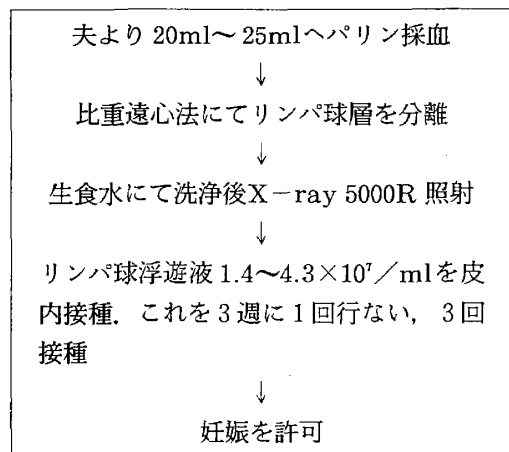 夫より 20ml～25mlヘパリン採血
↓
比重遠心法にてリンパ球層を分離
↓
生食水にて洗浄後X－ray 5000R 照射
↓
リンパ球浮遊液 1.4～4.3×10⁷／mlを皮
内接種．これを3週に1回行ない，3回
接種
↓
妊娠を許可